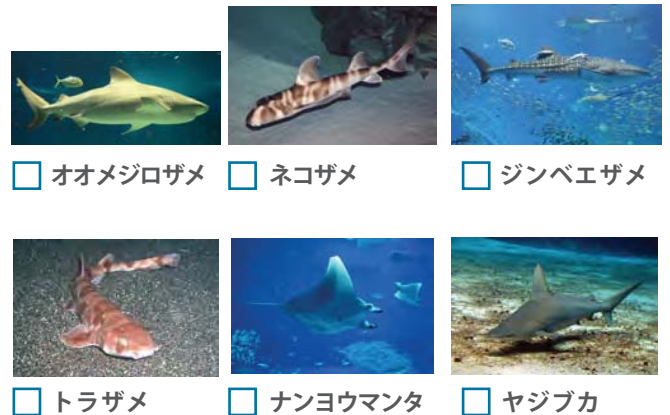 オオメジロザメ
ネコザメ
ジンベエザメ
トラザメ
ナンヨウマンタ
ヤジブカ